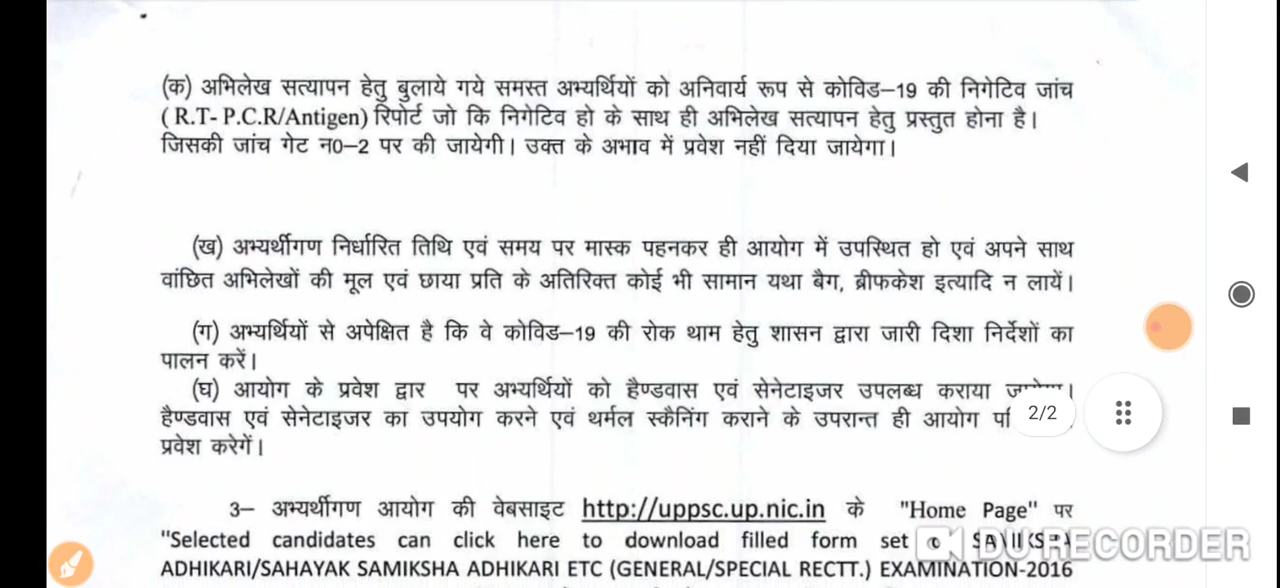 (क) अभिलेख सत्यापन हेतु बुलाये गये समस्त अभ्यर्थियों को अनिवार्य रूप से कोविड–19 की निगेटिव जांच
(R.T- P.C.R/Antigen) रिपोर्ट जो कि निगेटिव हो के साथ ही अभिलेख सत्यापन हेतु प्रस्तुत होना है।
जिसकी जांच गेट न0–2 पर की जायेगी। उक्त के अभाव में प्रवेश नहीं दिया जायेगा।
(ख) अभ्यर्थीगण निर्धारित तिथि एवं समय पर मास्क पहनकर ही आयोग में उपस्थित हो एवं अपने साथ
वांछित अभिलेखों की मूल एवं छाया प्रति के अतिरिक्त कोई भी सामान यथा बैग, ब्रीफकेश इत्यादि न लायें।
(ग) अभ्यर्थियों से अपेक्षित है कि वे कोविड–19 की रोक थाम हेतु शासन द्वारा जारी दिशा निर्देशों का
पालन करें।
(घ) आयोग के प्रवेश द्वार पर अभ्यर्थियों को हैण्डवास एवं सेनेटाइजर उपलब्ध कराया
हैण्डवास एवं सेनेटाइजर का उपयोग करने एवं थर्मल स्कैनिंग कराने के उपरान्त ही आयोग
2/2
प्रवेश करेगें।
3– अभ्यर्थीगण आयोग की वेबसाइट http://uppsc.up.nic.in के "Home Page" पर
"Selected candidates can click here to download filled form set
DU RECORDER
ADHIKARI/SAHAYAK SAMIKSHA ADHIKARI ETC (GENERAL/SPECIAL RECTT.) EXAMINATION-2016